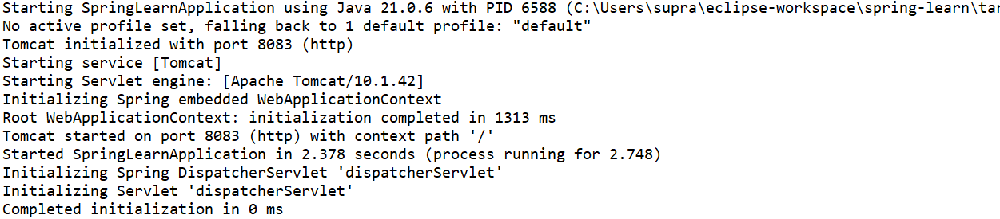 Starting SpringLearnApplication using Java 21.0.6 with PID 6588 (C:\Users\supra\eclipse-workspace\spring-learn\tar
No active profile set, falling back to 1 default profile: "default"
Tomcat initialized with port 8083 (http)
Starting service [Tomcat]
Starting Servlet engine: [Apache Tomcat/10.1.42]
Initializing Spring embedded WebApplicationContext
Root WebApplicationContext: initialization completed in 1313 ms
Tomcat started on port 8083 (http) with context path '/'
Started SpringLearnApplication in 2.378 seconds (process running for 2.748)
Initializing Spring DispatcherServlet 'dispatcherServlet'
Initializing Servlet 'dispatcherServlet'
Completed initialization in 0 ms